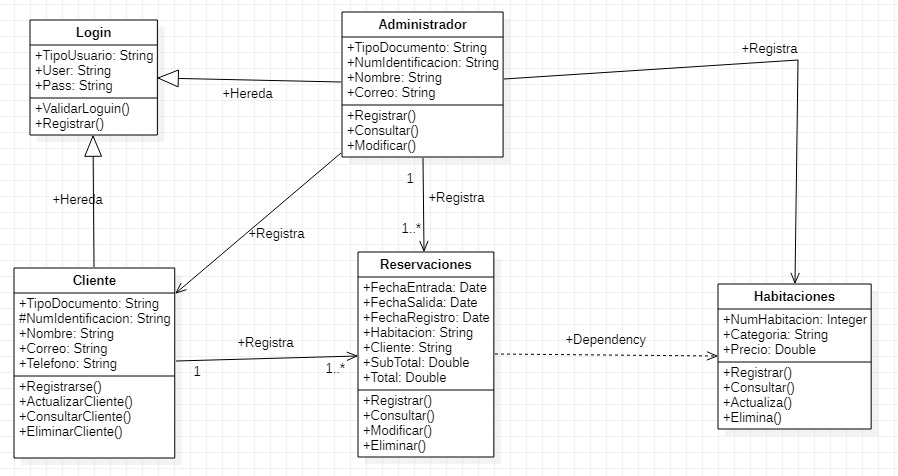 Login
+TipoUsuario: String
+User: String
+Pass: String
+ValidarLoguin()
+Registrar()
Administrador
+TipoDocumento: String
+NumIdentificacion: String
+Nombre: String
+Correo: String
+Registrar()
+Consultar()
+Modificar()
+Registra
+Hereda
+Hereda
+Registra
1
+Registra
1..*
Cliente
+TipoDocumento: String
#NumIdentificacion: String
+Nombre: String
+Correo: String
+Telefono: String
+Registrarse()
+ActualizarCliente()
+ConsultarCliente()
+EliminarCliente()
+Registra
1
1..*
Reservaciones
+FechaEntrada: Date
+FechaSalida: Date
+FechaRegistro: Date
+Habitacion: String
+Cliente: String
+SubTotal: Double
+Total: Double
+Registrar()
+Consultar()
+Modificar()
+Eliminar()
+Dependency
Habitaciones
+NumHabitacion: Integer
+Categoria: String
+Precio: Double
+Registrar()
+Consultar()
+Actualiza()
+Elimina()